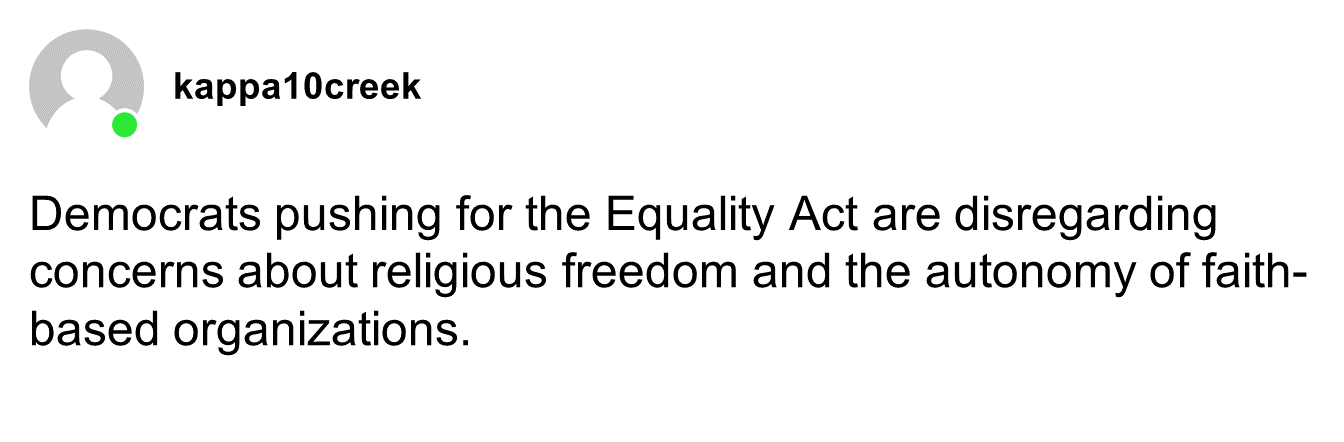 kappa10creek
Democrats pushing for the Equality Act are disregarding
concerns about religious freedom and the autonomy of faith-
based organizations.